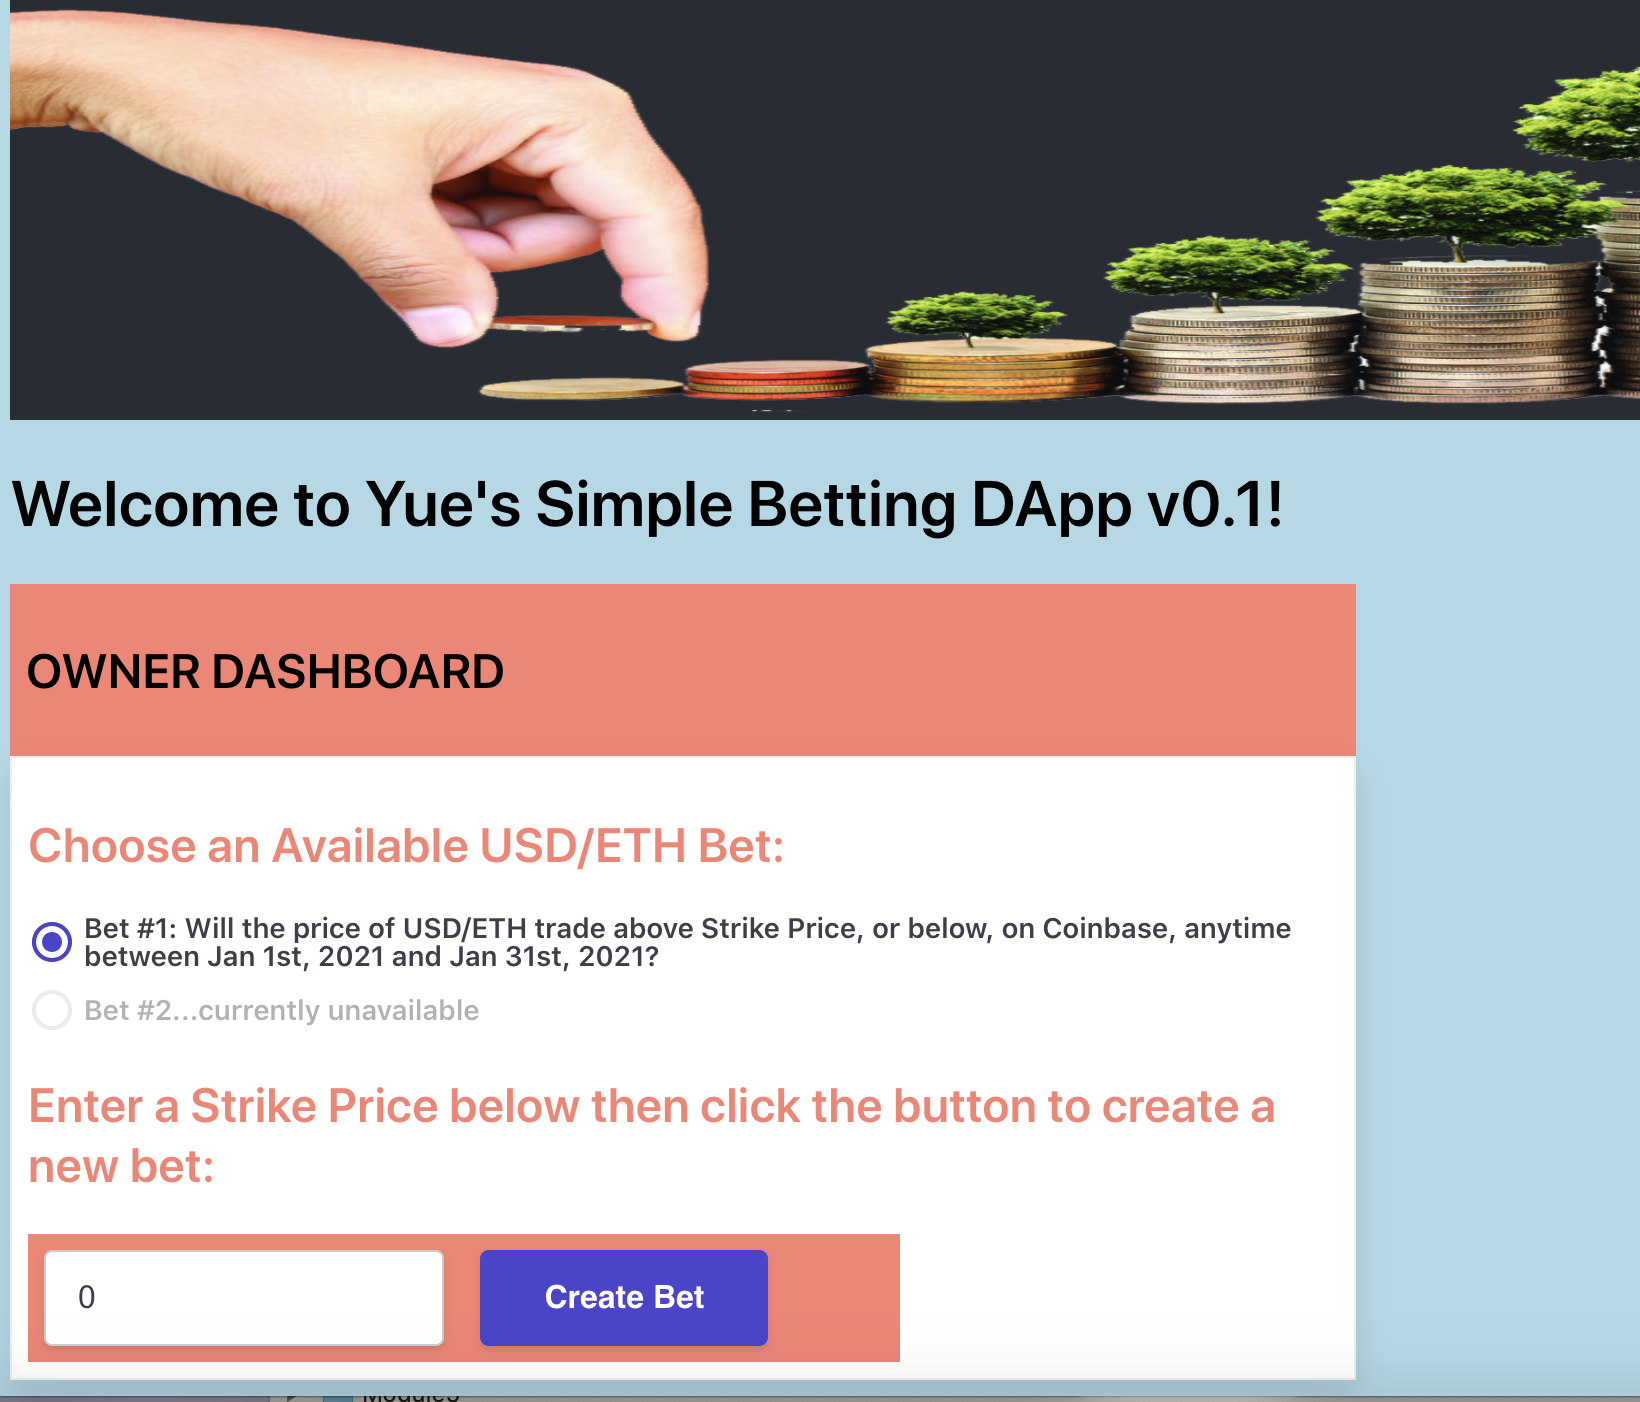 Welcome to Yue's Simple Betting DApp v0.1!
OWNER DASHBOARD
Choose an Available USD/ETH Bet:
Bet #1: Will the price of USD/ETH trade above Strike Price, or below, on Coinbase, anytime
between Jan 1st, 2021 and Jan 31st, 2021?
Bet #2...currently unavailable
Enter a Strike Price below then click the button to create a
new bet:
0
Create Bet